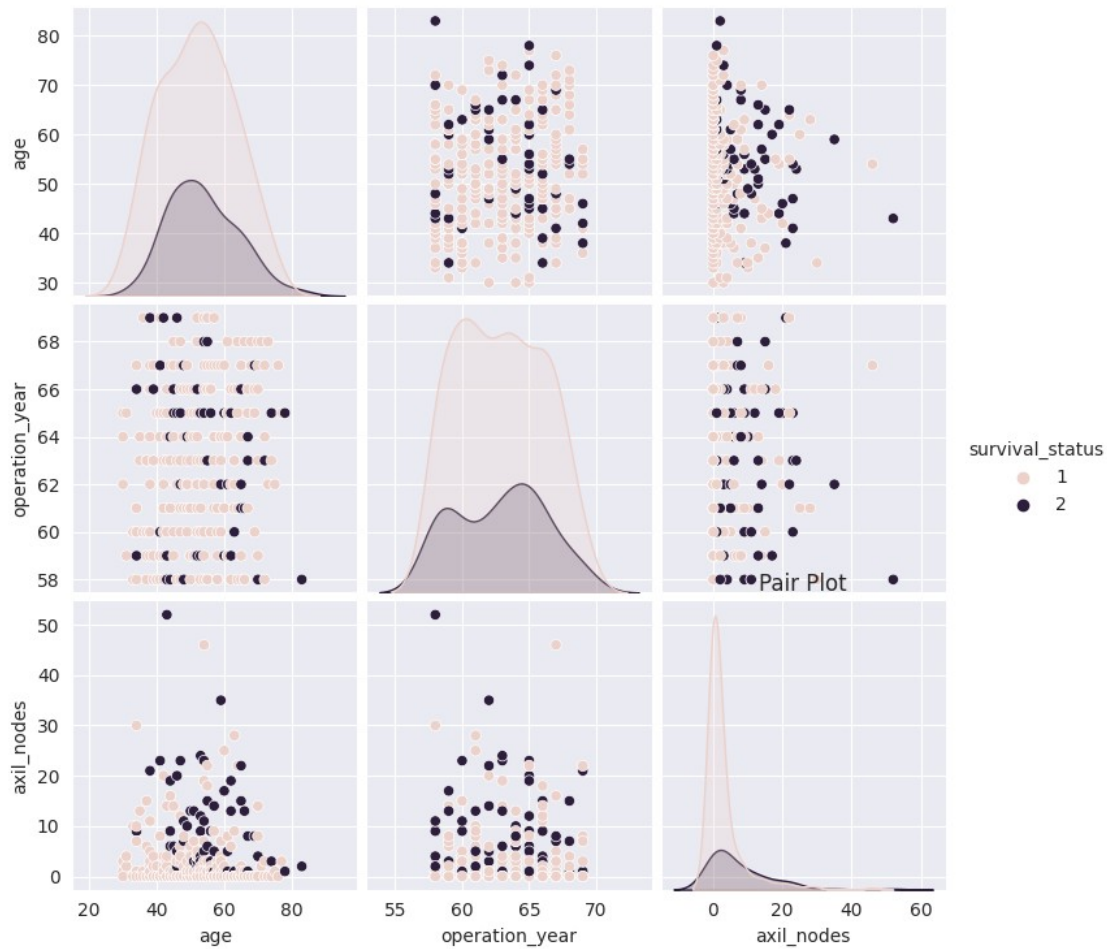 80
70
60
50
40
30
age
68
66
64
62
60
58
operation_year
survival_status
1
2
Pair Plot
50
40
30
20
10
0
axil_nodes
20 40 60 80
55 60 65 70
0 20 40 60
age
operation_year
axil_nodes